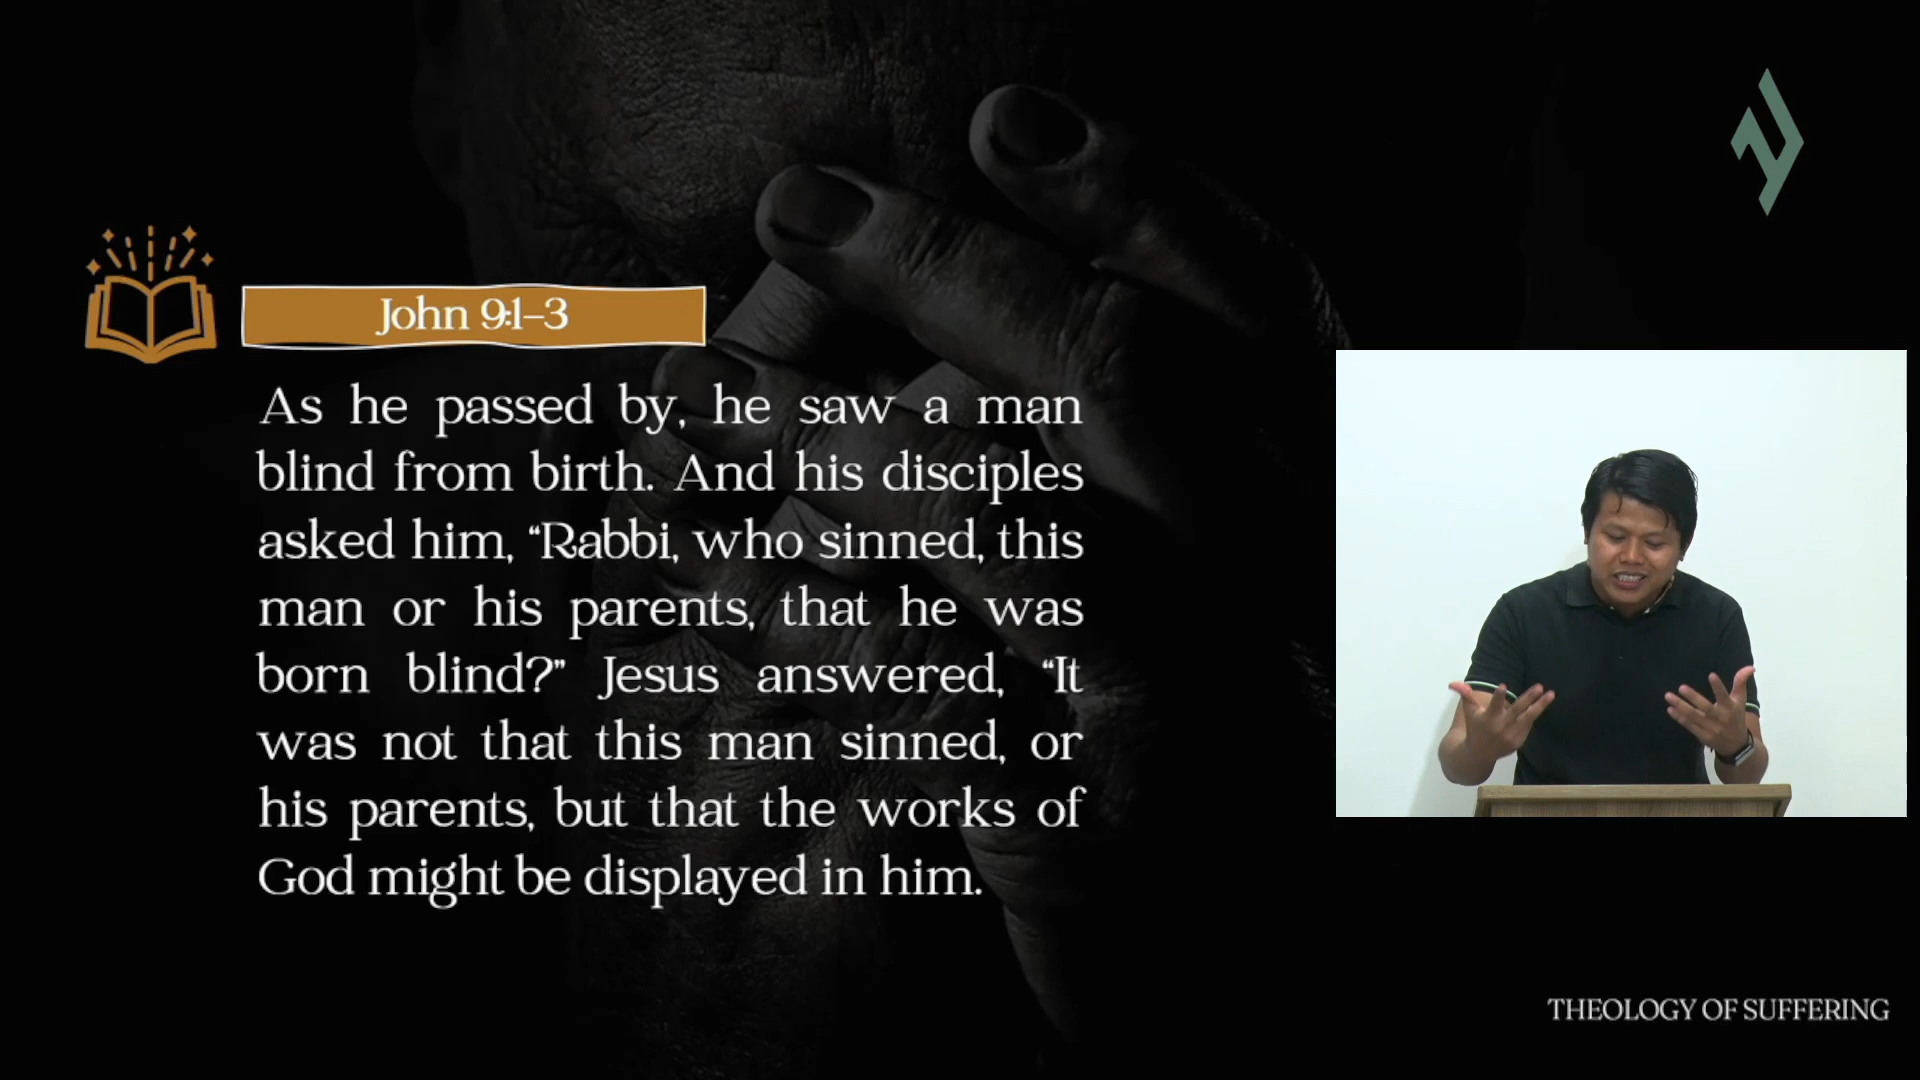 John 9:1–3
As he passed by, he saw a man
blind from birth. And his disciples
asked him, “Rabbi, who sinned, this
man or his parents, that he was
born blind?” Jesus answered, “It
was not that this man sinned, or
his parents, but that the works of
God might be displayed in him.
THEOLOGY OF SUFFERING